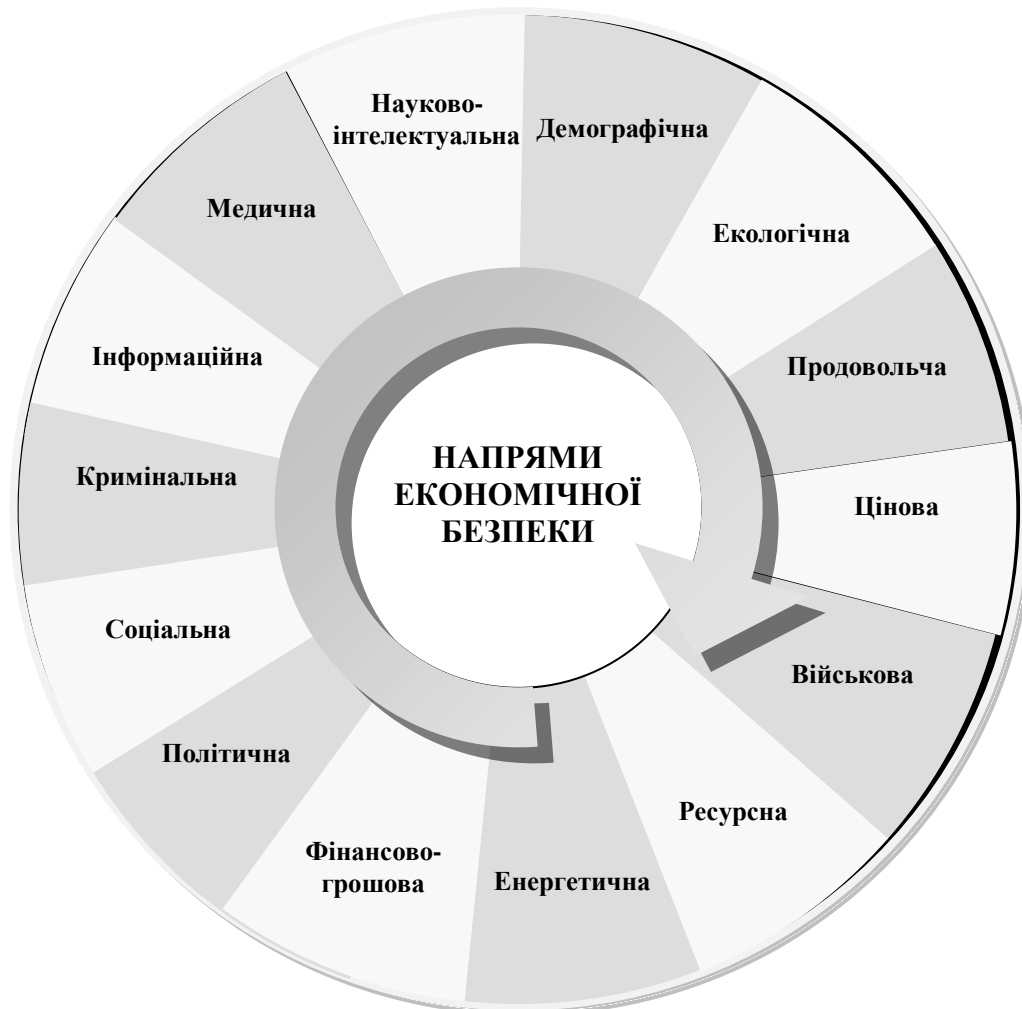 Науково-
інтелектуальна
Демографічна
Екологічна
Продовольча
Цінова
Військова
Ресурсна
Енергетична
Фінансово-
грошова
Політична
Соціальна
Кримінальна
Інформаційна
Медична
НАПРЯМИ
ЕКОНОМІЧНОЇ
БЕЗПЕКИ